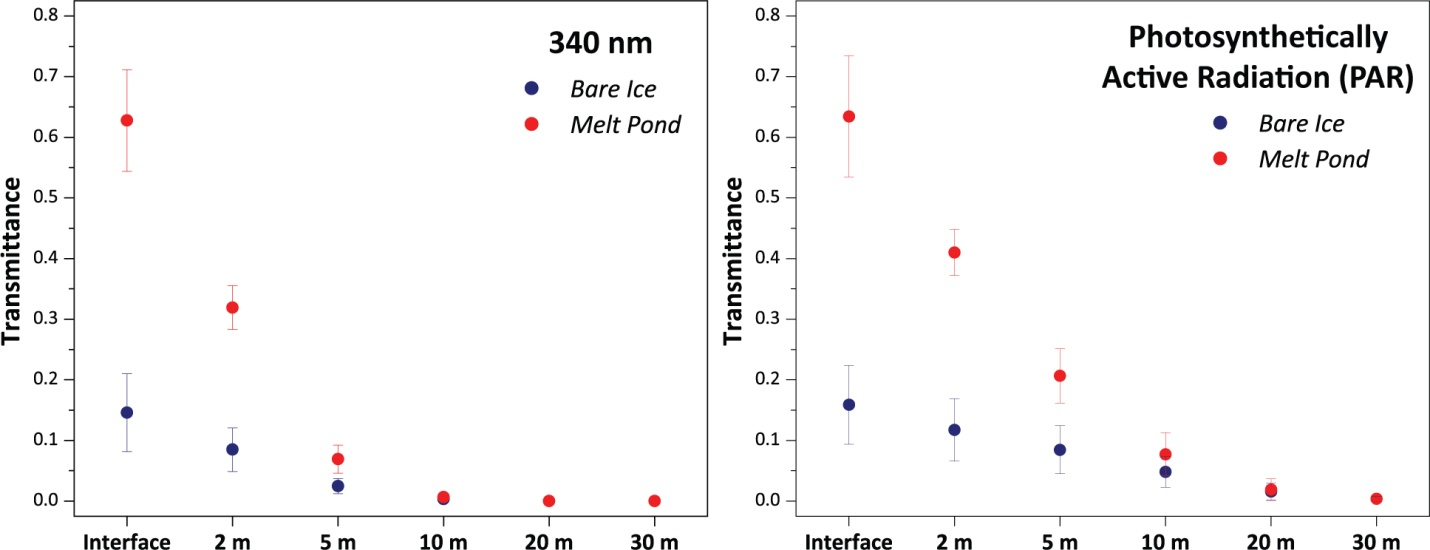 340 nm
Bare Ice
Melt Pond
Transmittance
0.8
0.7
0.6
0.5
0.4
0.3
0.2
0.1
0.0
Interface 2 m 5 m 10 m 20 m 30 m
Photosynthetically
Active Radiation (PAR)
Bare Ice
Melt Pond
Transmittance
0.8
0.7
0.6
0.5
0.4
0.3
0.2
0.1
0.0
Interface 2 m 5 m 10 m 20 m 30 m